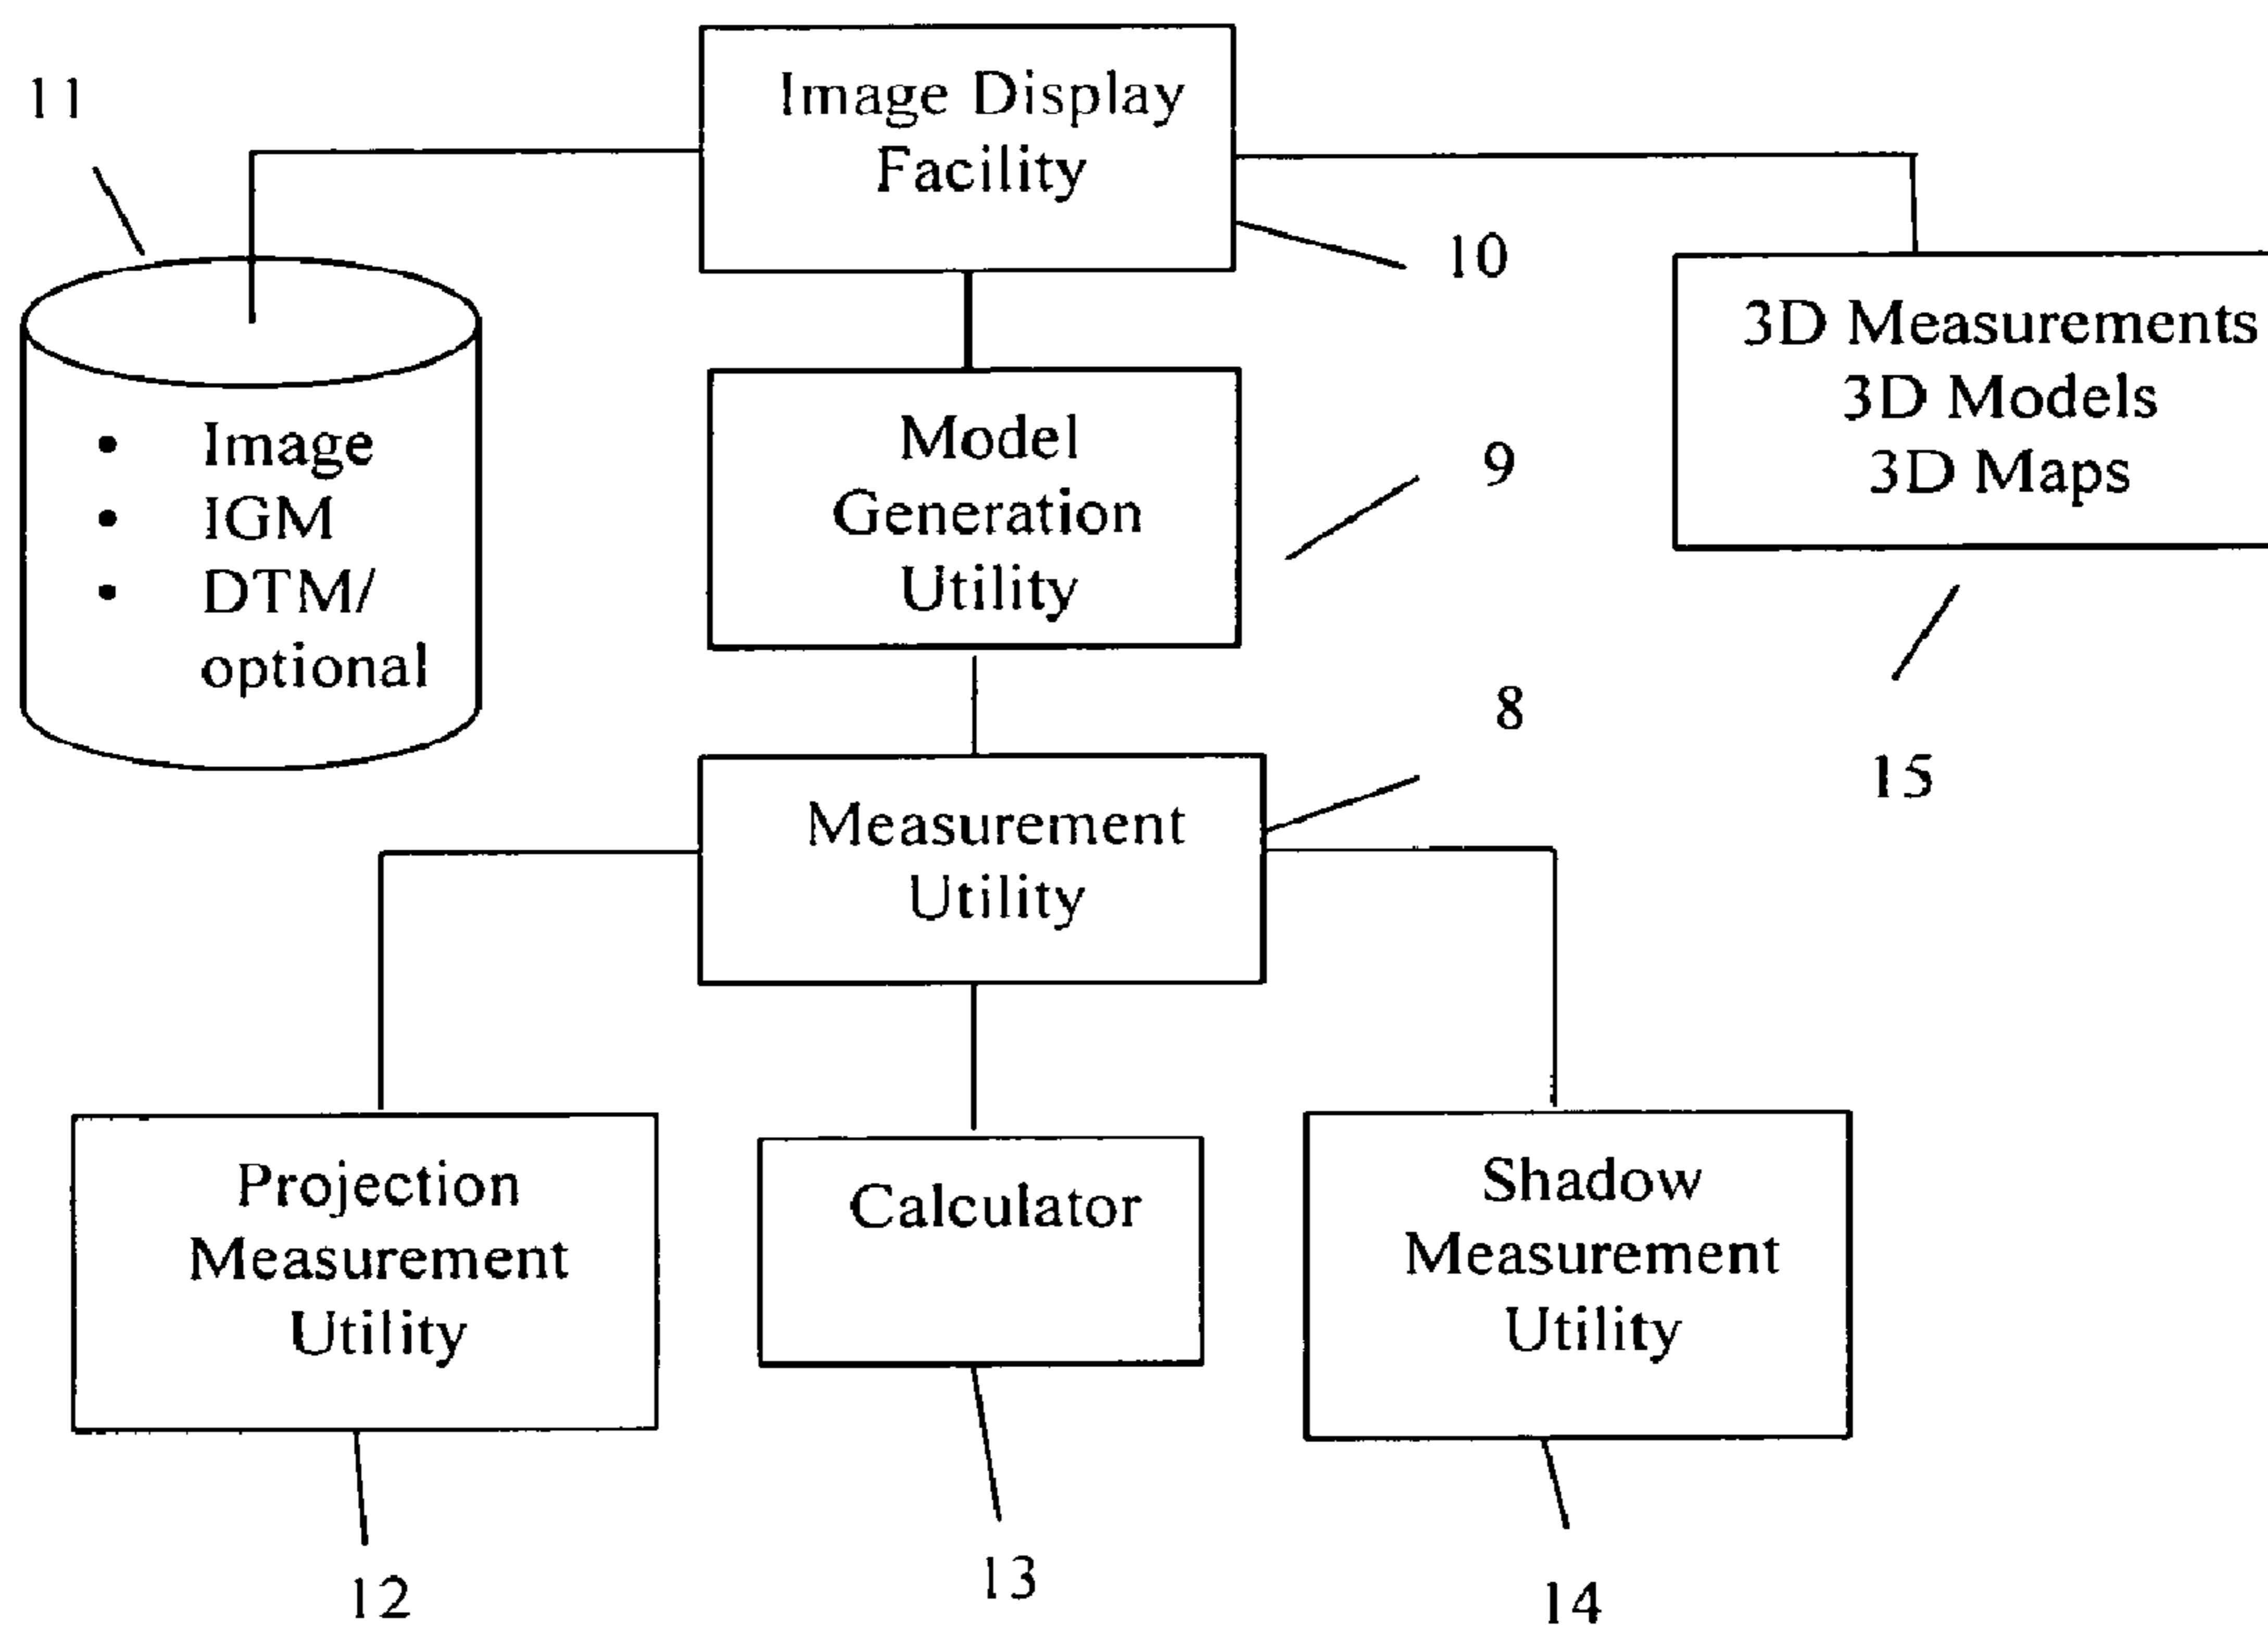 Image Display
Facility
11
10
3D Measurements
3D Models
3D Maps
15
• Image
• IGM
• DTM/
optional
Model
Generation
Utility
9
Measurement
Utility
8
Projection
Measurement
Utility
12
Calculator
13
Shadow
Measurement
Utility
14